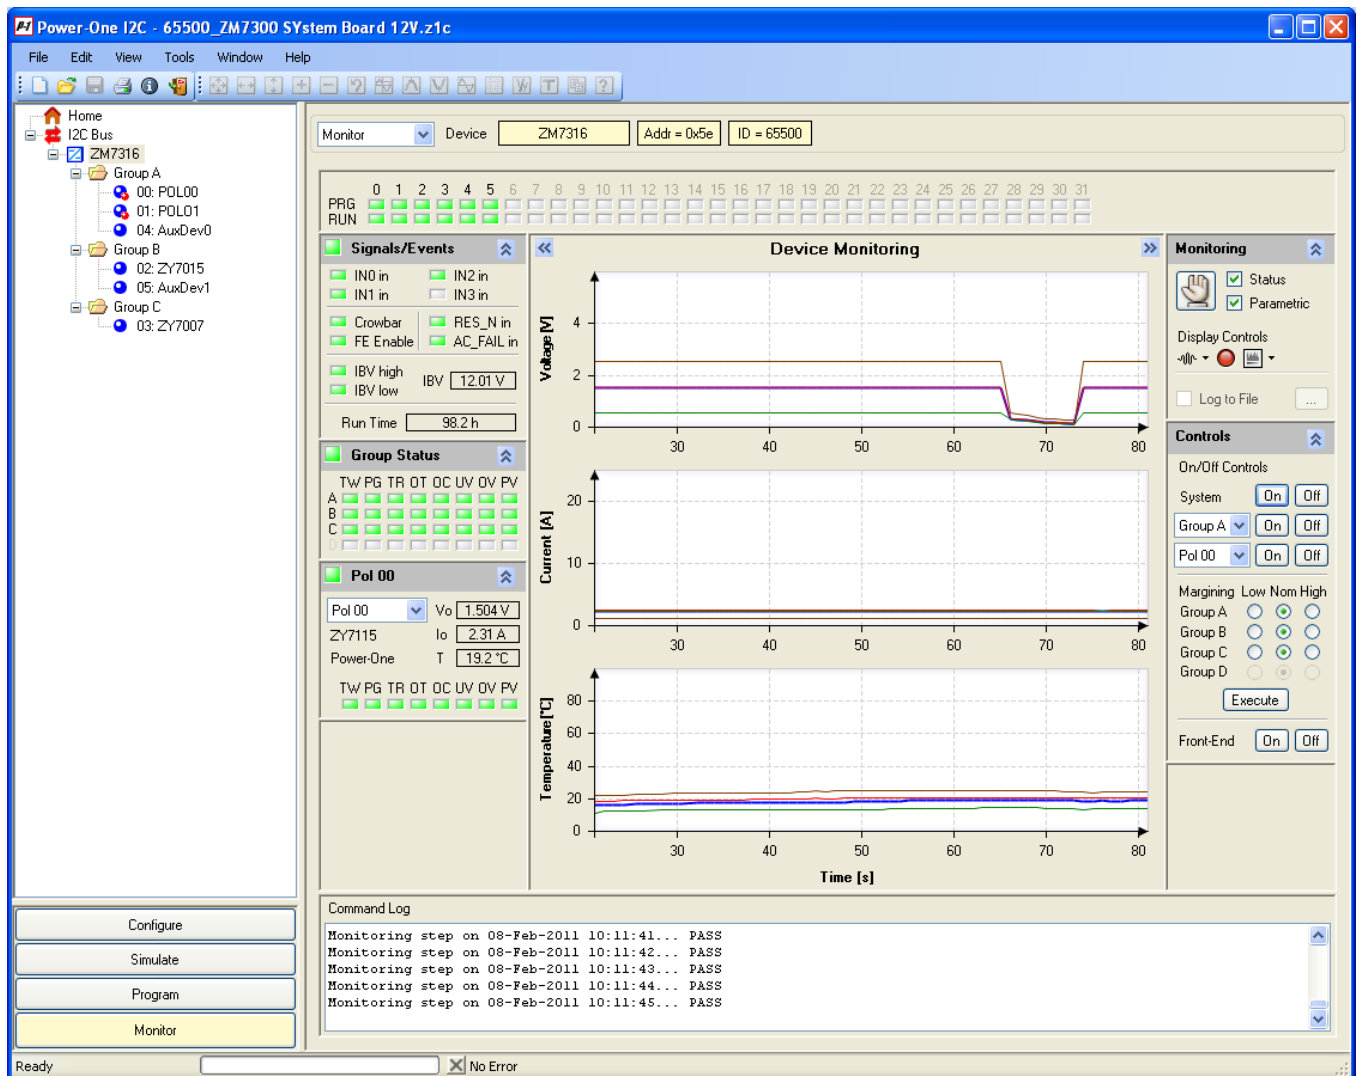 Power-One I2C - 65500_ZM7300 SYstem Board 12V.z1c
File Edit View Tools Window Help
Home
I2C Bus
ZM7316
Group A
00: POL00
01: POLO1
04: AuxDev0
Group B
02: ZY7015
05: AuxDev1
Group C
03: ZY7007
Configure
Simulate
Program
Monitor
Monitor Device ZM7316 Addr = 0x5e ID = 65500
0 1 2 3 4 5 6 7 8 9 10 11 12 13 14 15 16 17 18 19 20 21 22 23 24 25 26 27 28 29 30 31
PRG
RUN
Signals/Events
IN0 in IN2 in
IN1 in IN3 in
Crowbar RES_N in
FE Enable AC_FAIL in
IBV high
IBV low
IBV 12.01 V
Run Time 98.2 h
Group Status
TW PG TR OT OC UV OV PV
A
B
C
D
Pol 00
Pol 00 Vo 1.504 V
ZY7115 Io 2.31 A
Power-One T 19.2 °C
TW PG TR OT OC UV OV PV
Device Monitoring
Voltage [V]
4
2
0
30 40 50 60 70 80
Current [A]
20
10
0
30 40 50 60 70 80
Temperature[°C]
80
60
40
20
0
30 40 50 60 70 80
Time [s]
Monitoring
Status
Parametric
Display Controls
Log to File ...
Controls
On/Off Controls
System On Off
Group A On Off
Pol 00 On Off
Margining Low Nom High
Group A
Group B
Group C
Group D
Execute
Front-End On Off
Command Log
Monitoring step on 08-Feb-2011 10:11:41... PASS
Monitoring step on 08-Feb-2011 10:11:42... PASS
Monitoring step on 08-Feb-2011 10:11:43... PASS
Monitoring step on 08-Feb-2011 10:11:44... PASS
Monitoring step on 08-Feb-2011 10:11:45... PASS
Ready No Error